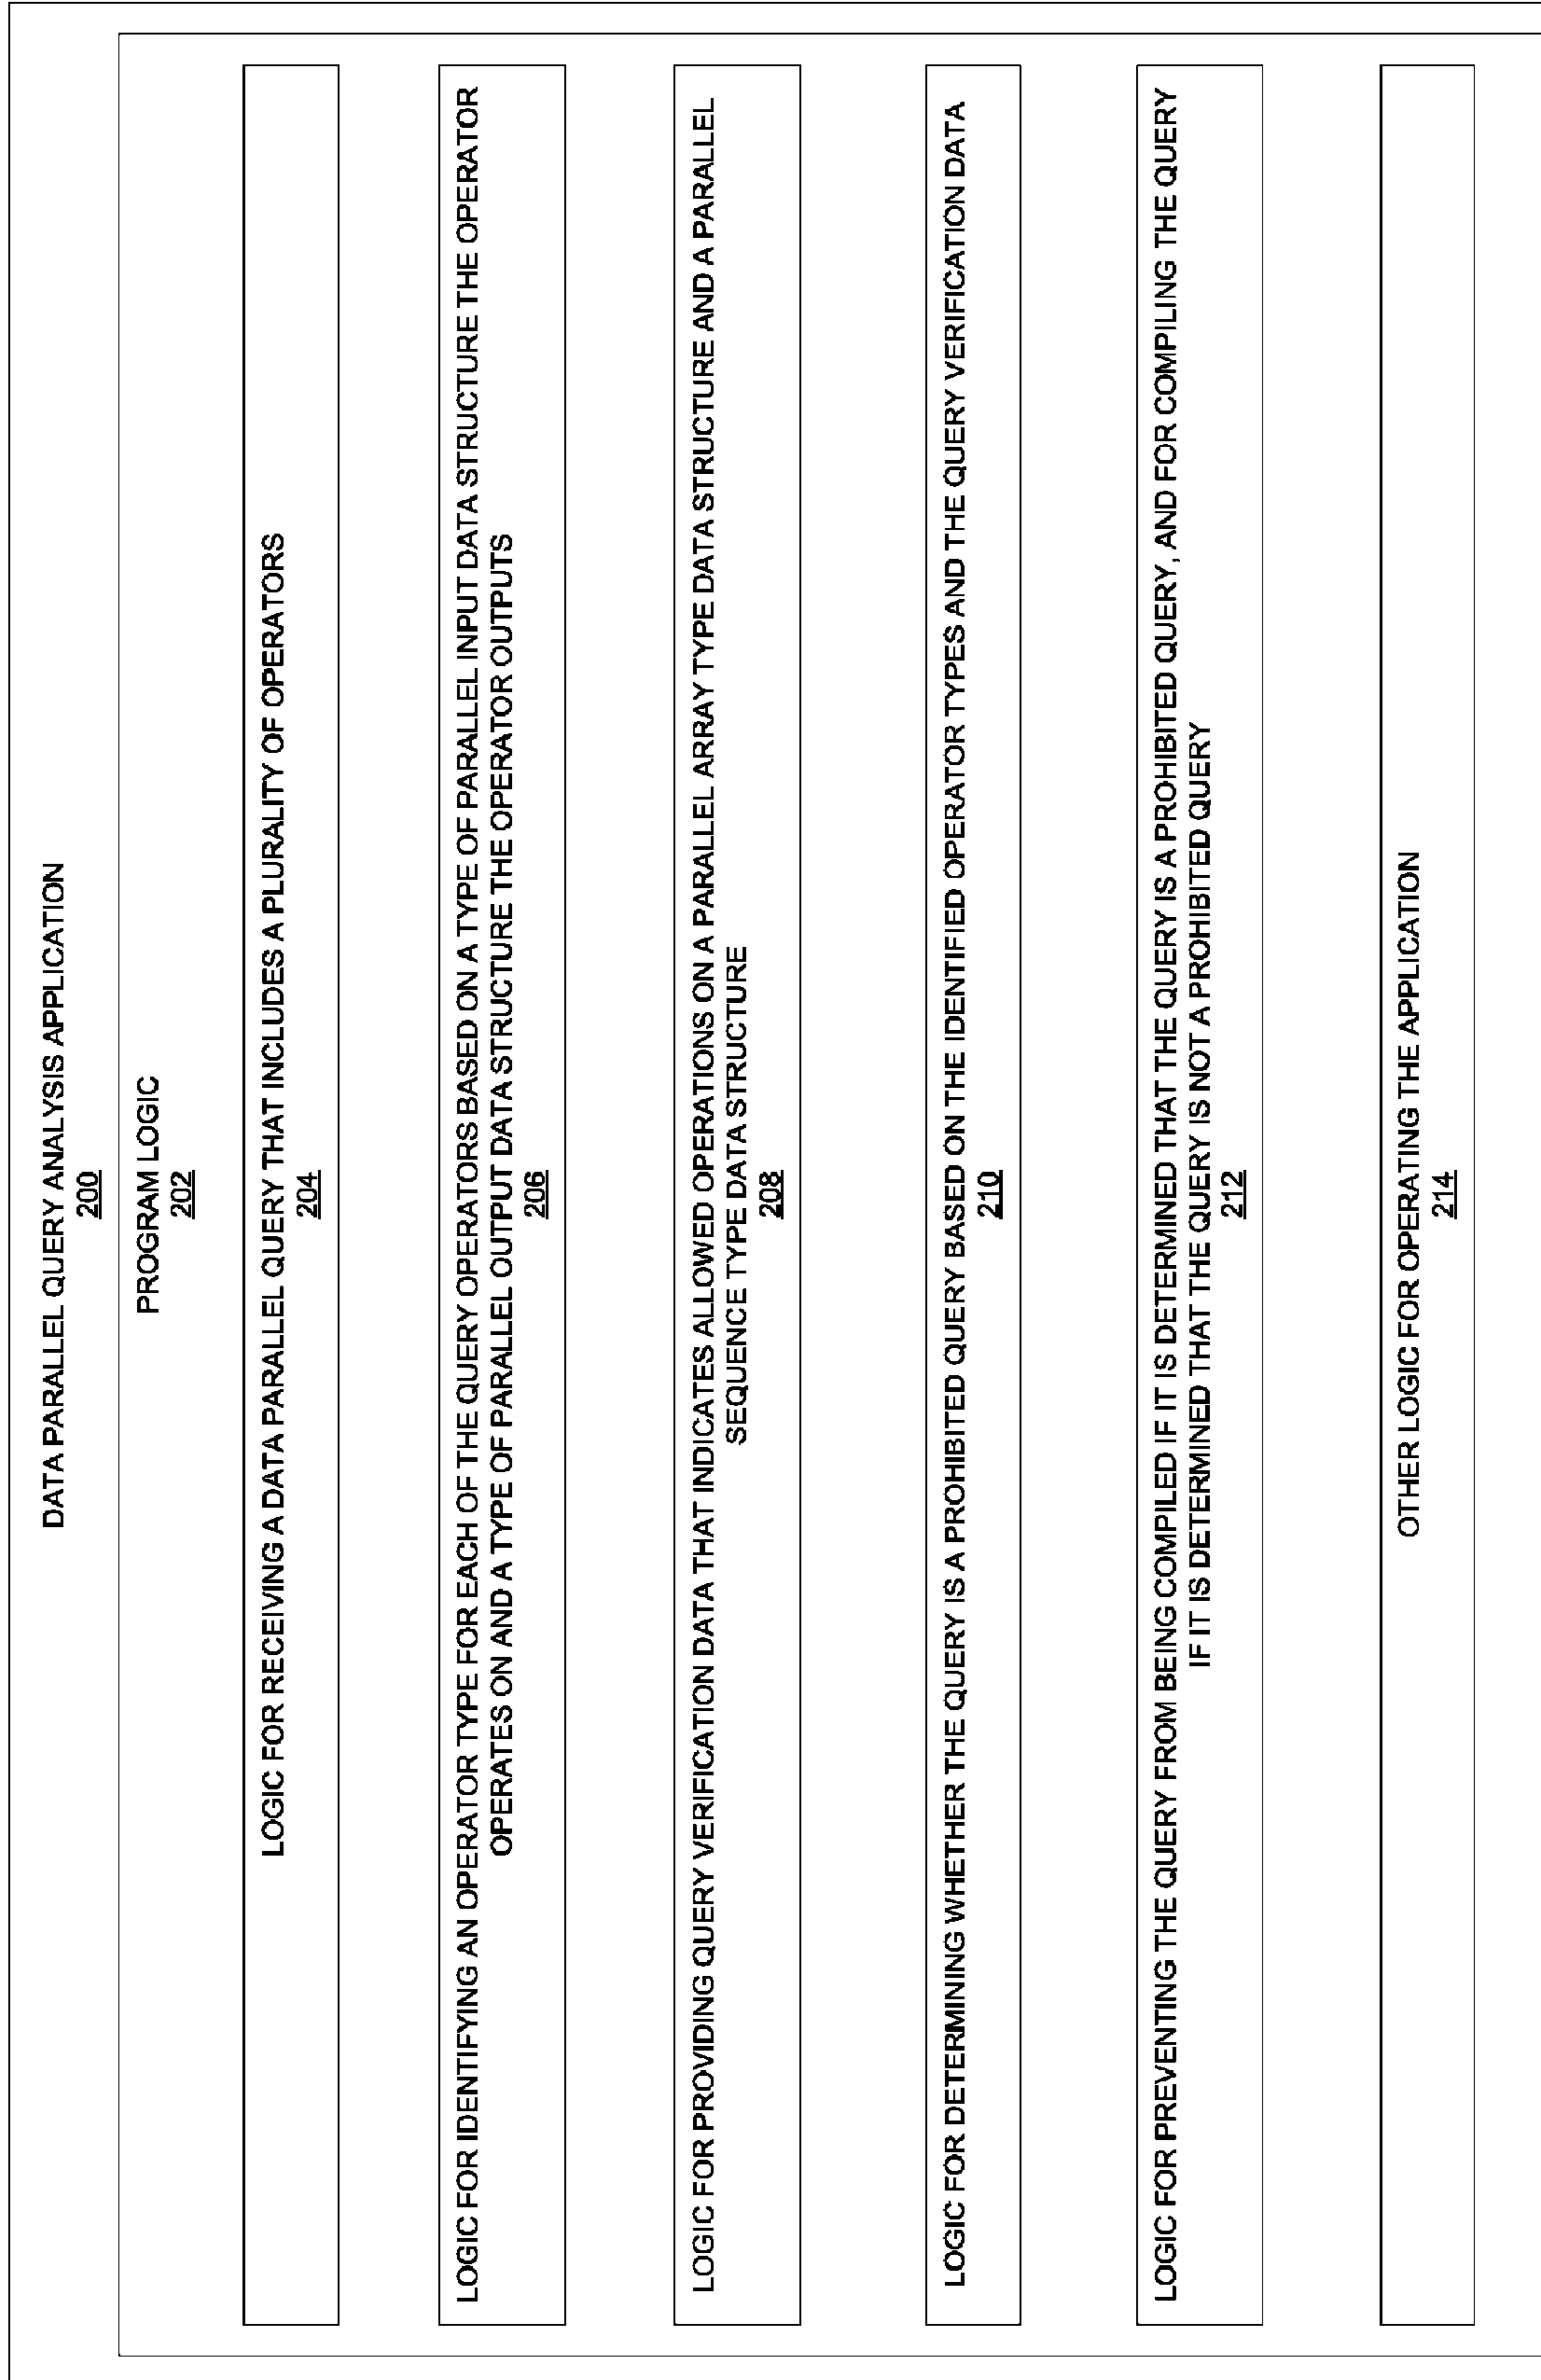 DATA PARALLEL QUERY ANALYSIS APPLICATION
200
PROGRAM LOGIC
202
LOGIC FOR RECEIVING A DATA PARALLEL QUERY THAT INCLUDES A PLURALITY OF OPERATORS
204
LOGIC FOR IDENTIFYING AN OPERATOR TYPE FOR EACH OF THE QUERY OPERATORS BASED ON A TYPE OF PARALLEL INPUT DATA STRUCTURE THE OPERATOR
OPERATES ON AND A TYPE OF PARALLEL OUTPUT DATA STRUCTURE THE OPERATOR OUTPUTS
206
LOGIC FOR PROVIDING QUERY VERIFICATION DATA THAT INDICATES ALLOWED OPERATIONS ON A PARALLEL ARRAY TYPE DATA STRUCTURE AND A PARALLEL
SEQUENCE TYPE DATA STRUCTURE
208
LOGIC FOR DETERMINING WHETHER THE QUERY IS A PROHIBITED QUERY BASED ON THE IDENTIFIED OPERATOR TYPES AND THE QUERY VERIFICATION DATA
210
LOGIC FOR PREVENTING THE QUERY FROM BEING COMPILED IF IT IS DETERMINED THAT THE QUERY IS A PROHIBITED QUERY, AND FOR COMPILING THE QUERY
IF IT IS DETERMINED THAT THE QUERY IS NOT A PROHIBITED QUERY
212
OTHER LOGIC FOR OPERATING THE APPLICATION
214